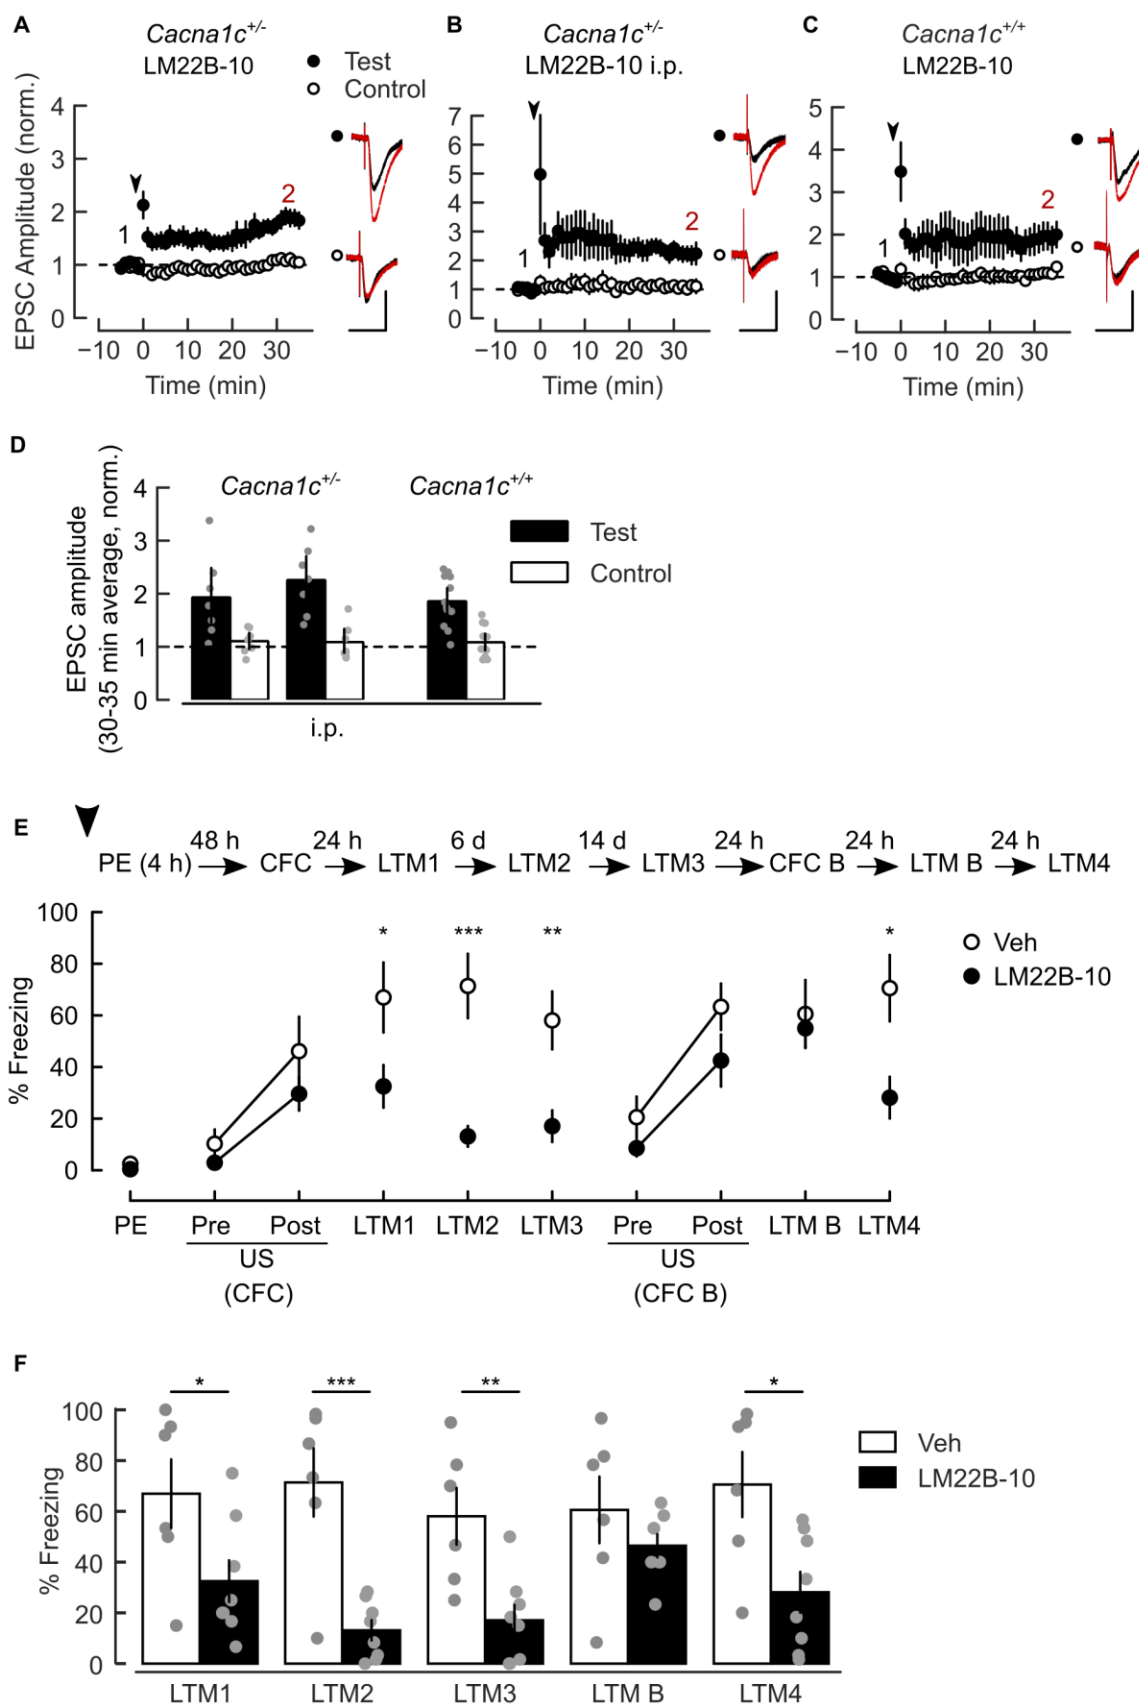 A
Cacna1c+/-
LM22B-10
Test
Control
EPSC Amplitude (norm.)
4
3
2
1
0
1
2
−10
0
10
20
30
Time (min)
B
Cacna1c+/-
LM22B-10 i.p.
7
6
5
4
3
2
1
0
1
2
−10
0
10
20
30
Time (min)
C
Cacna1c+/+
LM22B-10
5
4
3
2
1
0
1
2
−10
0
10
20
30
Time (min)
D
EPSC amplitude
(30-35 min average, norm.)
4
3
2
1
0
Cacna1c+/-
Cacna1c+/+
Test
Control
i.p.
E
48 h
24 h
6 d
14 d
24 h
24 h
24 h
PE (4 h)
CFC
LTM1
LTM2
LTM3
CFC B
LTM B
LTM4
% Freezing
100
80
60
40
20
0
*
***
**
*
Veh
LM22B-10
PE
Pre
Post
LTM1
LTM2
LTM3
Pre
Post
LTM B
LTM4
US
(CFC)
US
(CFC B)
F
% Freezing
100
80
60
40
20
0
*
***
**
*
Veh
LM22B-10
LTM1
LTM2
LTM3
LTM B
LTM4